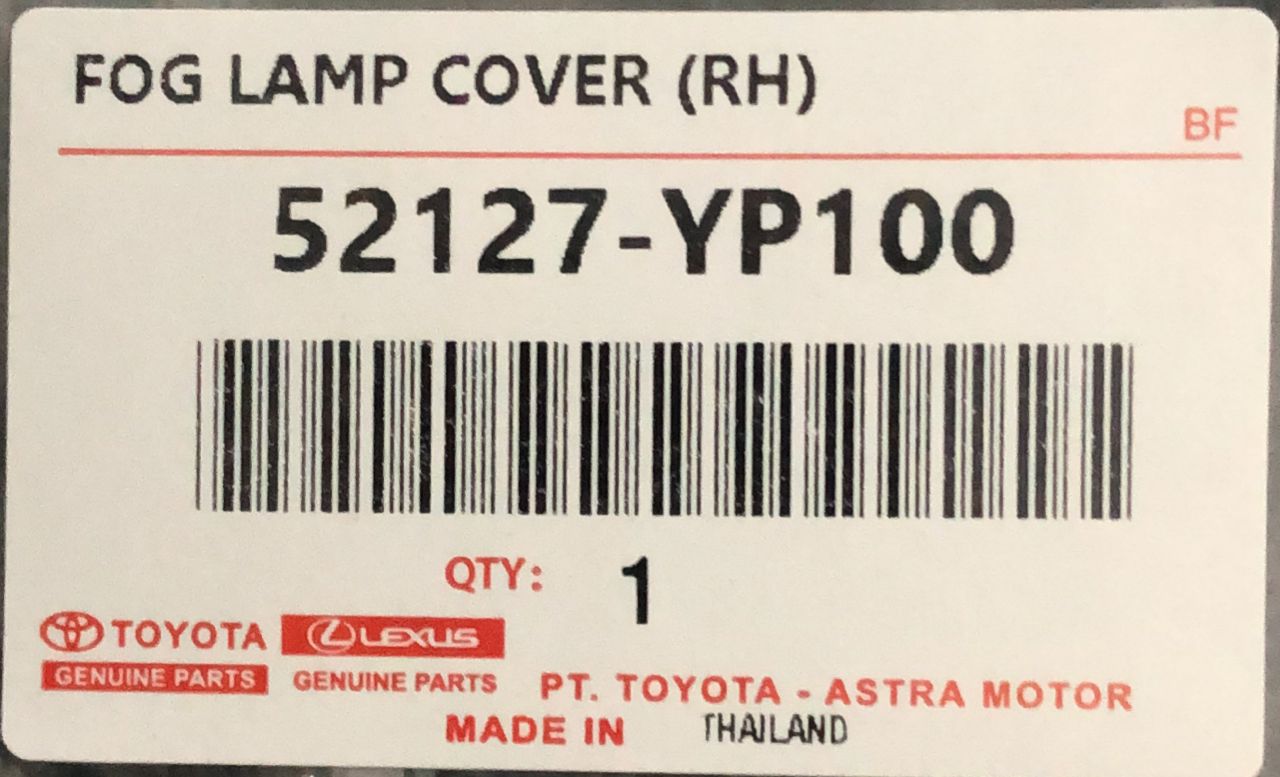 FOG LAMP COVER (RH)
BF
52127-YP100
QTY: 1
TOYOTA LEXUS
GENUINE PARTS GENUINE PARTS
PT. TOYOTA - ASTRA MOTOR
MADE IN THAILAND